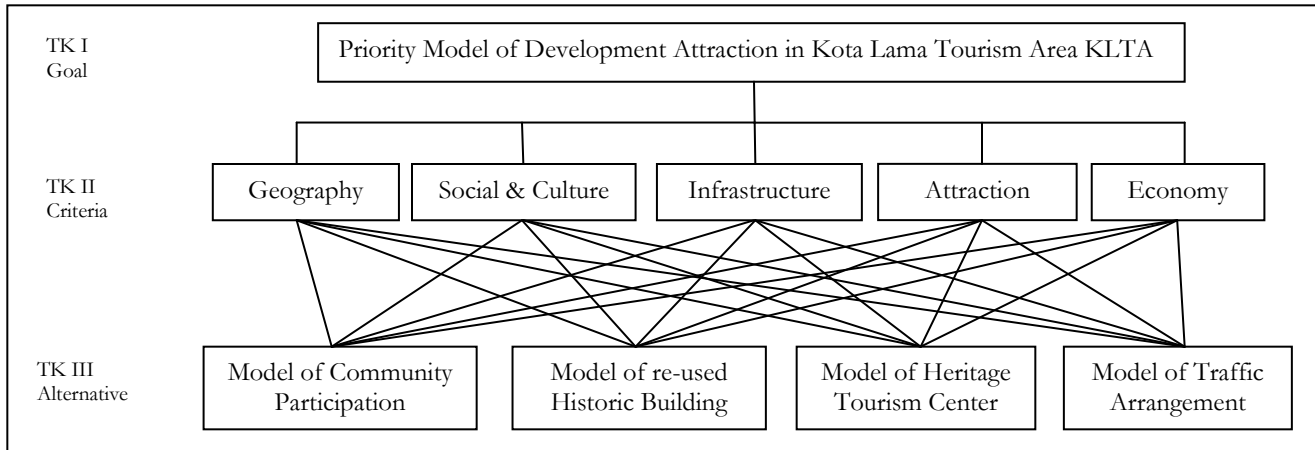 TK I
Goal
Priority Model of Development Attraction in Kota Lama Tourism Area KLTA
TK II
Criteria
Geography
Social & Culture
Infrastructure
Attraction
Economy
TK III
Alternative
Model of Community
Participation
Model of re-used
Historic Building
Model of Heritage
Tourism Center
Model of Traffic
Arrangement